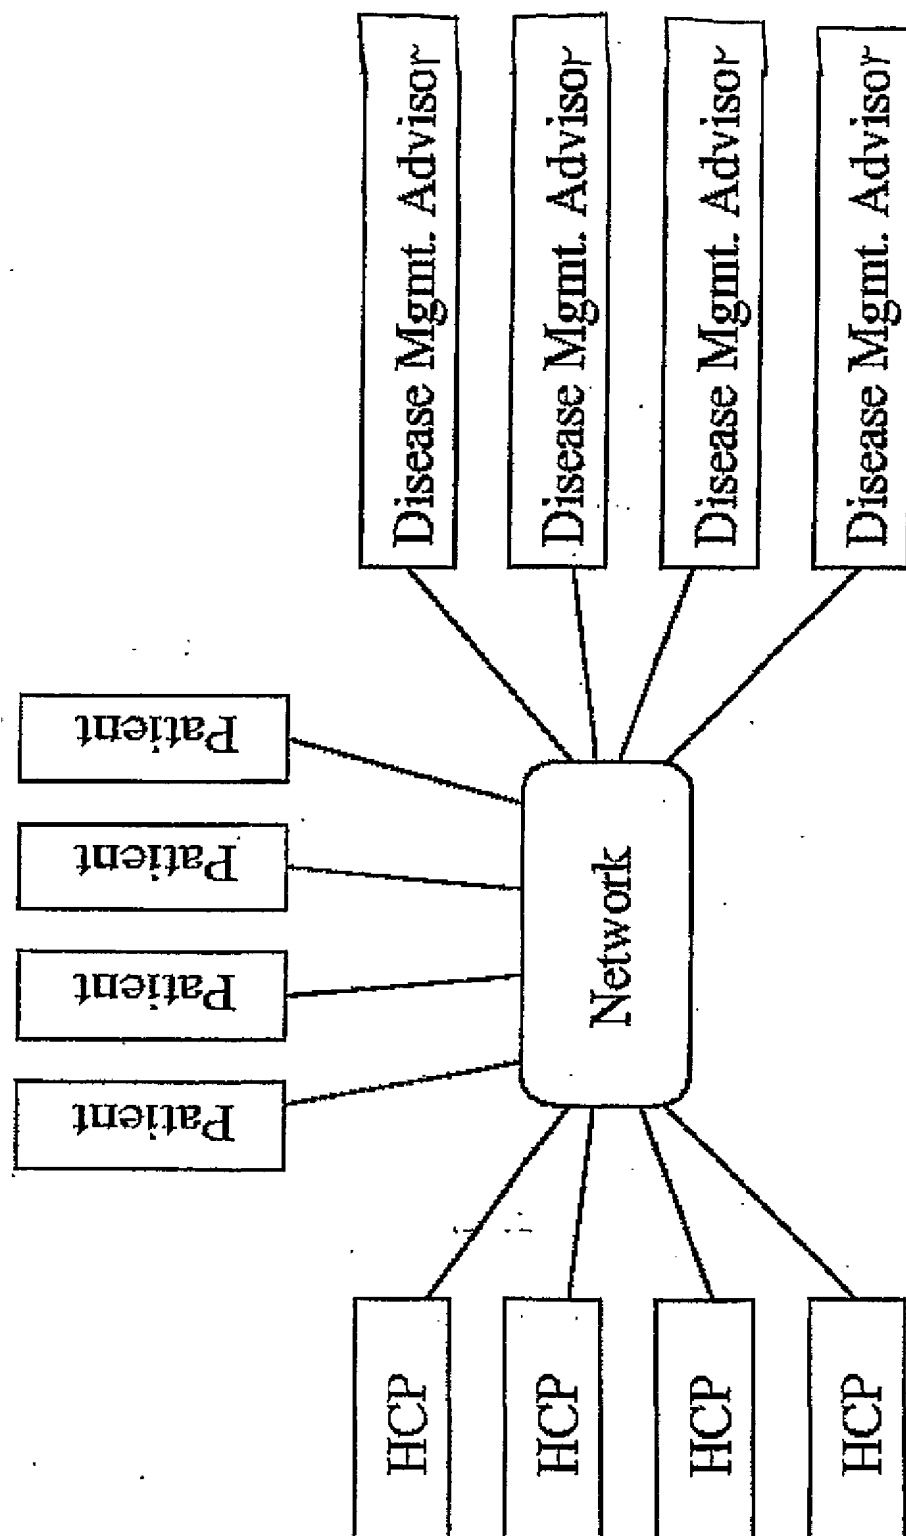 Patient
Patient
Patient
Patient
HCP
HCP
HCP
HCP
Network
Disease Mgmt. Advisor
Disease Mgmt. Advisor
Disease Mgmt. Advisor
Disease Mgmt. Advisor